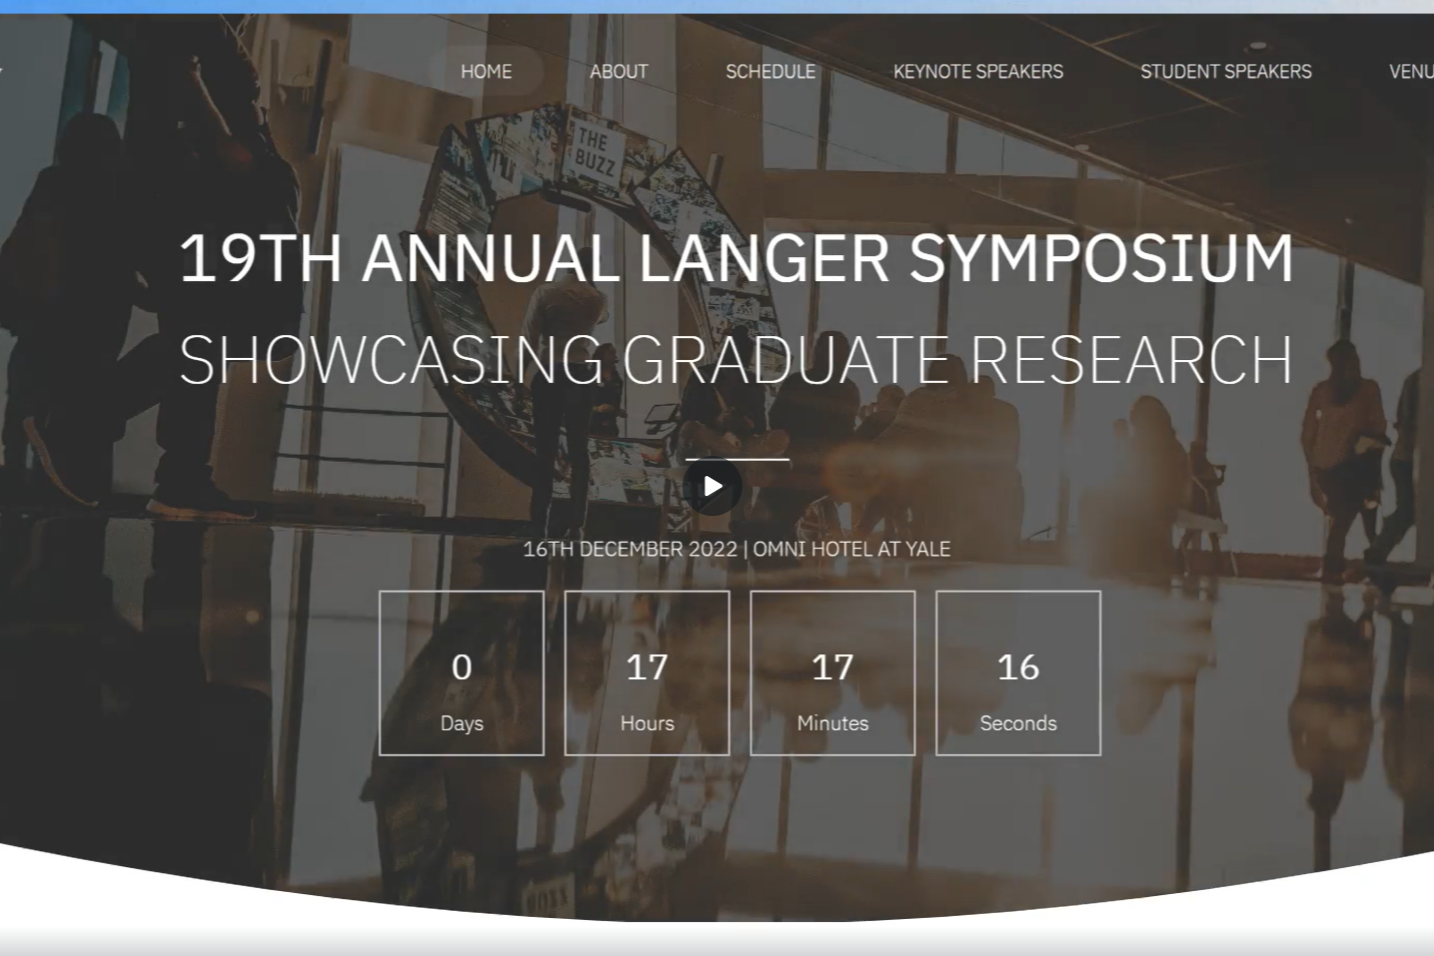 HOME ABOUT SCHEDULE KEYNOTE SPEAKERS STUDENT SPEAKERS VENU
THE
BUZZ
19TH ANNUAL LANGER SYMPOSIUM
SHOWCASING GRADUATE RESEARCH
16TH DECEMBER 2022 | OMNI HOTEL AT YALE
0 17 17 16
Days Hours Minutes Seconds